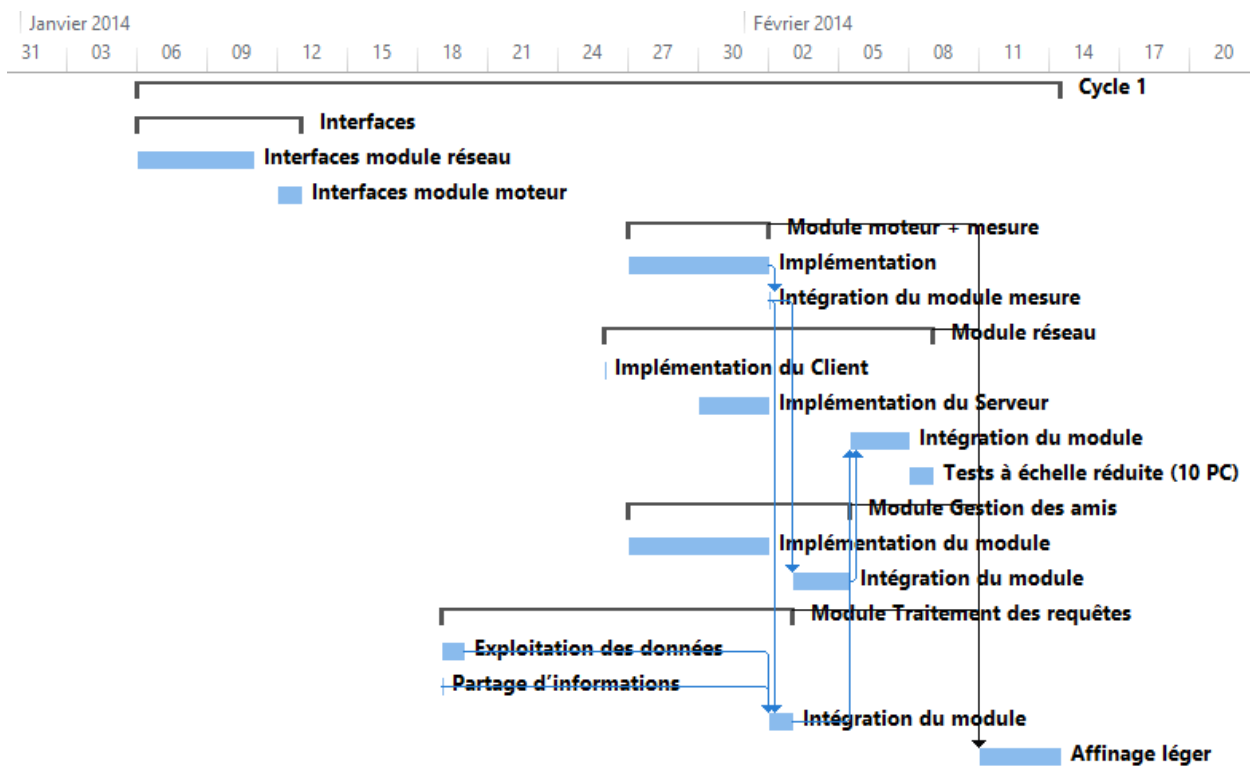 Janvier 2014 Février 2014
31 03 06 09 12 15 18 21 24 27 30 02 05 08 11 14 17 20
Cycle 1
Interfaces
Interfaces module réseau
Interfaces module moteur
Module moteur + mesure
Implémentation
Intégration du module mesure
Module réseau
Implémentation du Client
Implémentation du Serveur
Intégration du module
Tests à échelle réduite (10 PC)
Module Gestion des amis
Implémentation du module
Intégration du module
Module Traitement des requêtes
Exploitation des données
Partage d'informations
Intégration du module
Affinage léger